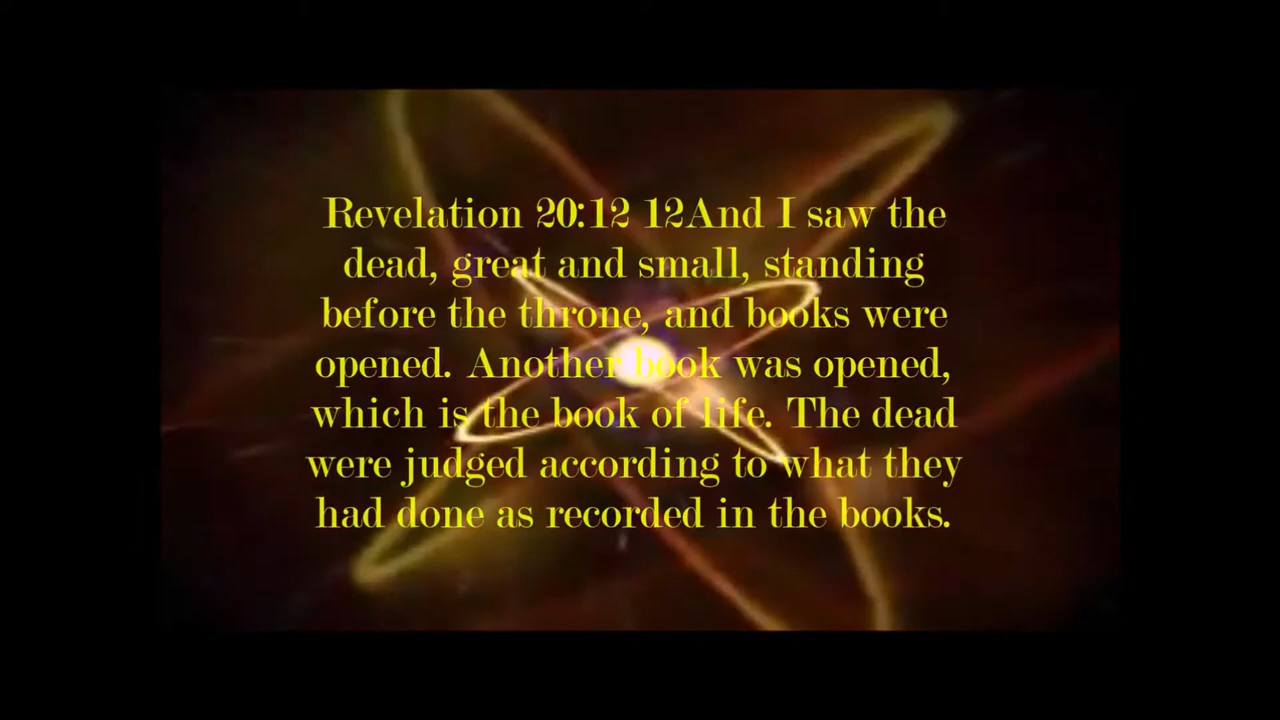 Revelation 20:12 12And I saw the
dead, great and small, standing
before the throne, and books were
opened. Another book was opened,
which is the book of life. The dead
were judged according to what they
had done as recorded in the books.